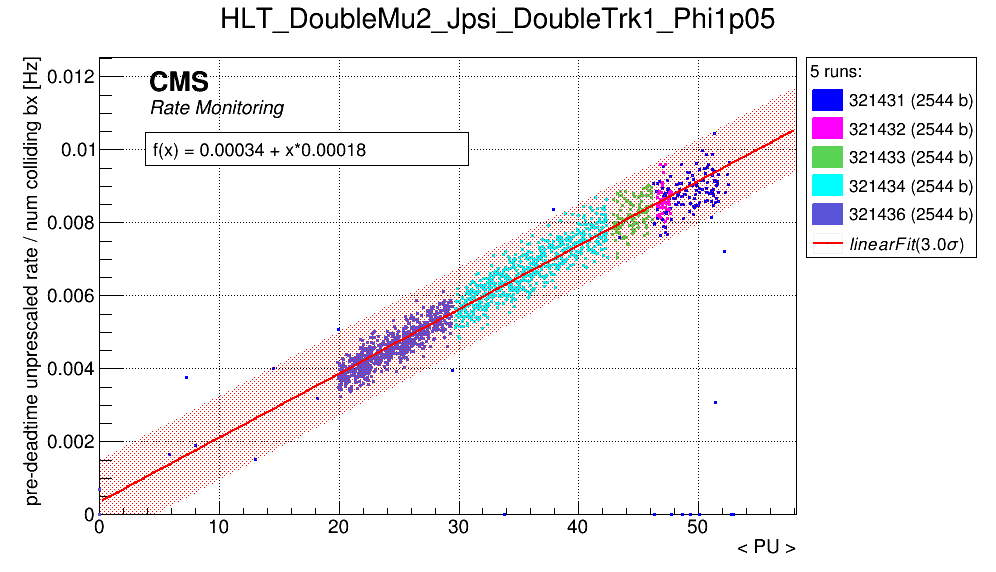 HLT_DoubleMu2_Jpsi_DoubleTrk1_Phi1p05
pre-deadtime unprescaled rate / num colliding bx [Hz]
0.012
0.01
0.008
0.006
0.004
0.002
0
CMS
Rate Monitoring
f(x) = 0.00034 + x*0.00018
0 10 20 30 40 50
< PU >
5 runs:
321431 (2544 b)
321432 (2544 b)
321433 (2544 b)
321434 (2544 b)
321436 (2544 b)
linearFit(3.0σ)